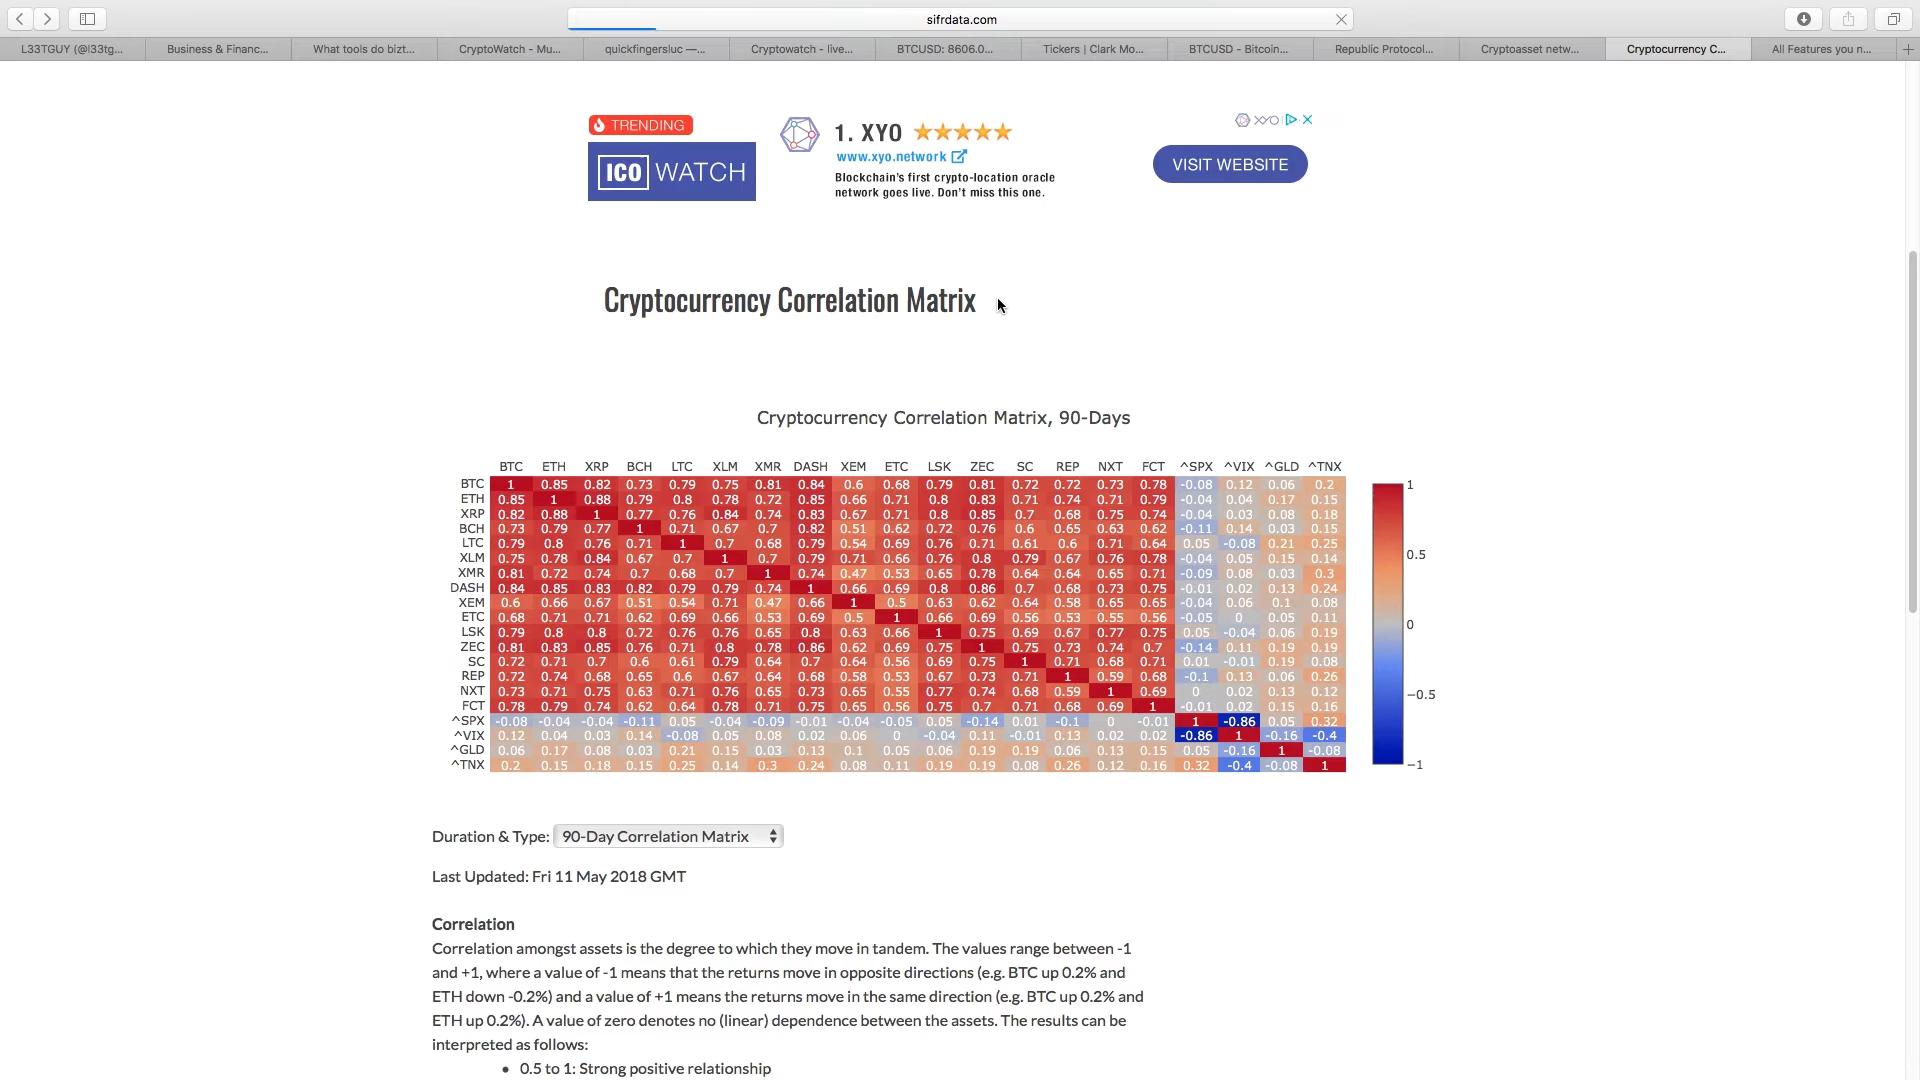 sifrdata.com
L33TGUY (@l33tg...
Business & Financ...
What tools do bizt...
CryptoWatch - Mu...
quickfingersluc —...
Cryptowatch - live...
BTCUSD: 8606.0...
Tickers | Clark Mo...
BTCUSD - Bitcoin...
Republic Protocol...
Cryptoasset netw...
Cryptocurrency C...
All Features you n...
TRENDING
ICO WATCH
1. XYO
www.xyo.network
Blockchain's first crypto-location oracle
network goes live. Don't miss this one.
XYO
VISIT WEBSITE
Cryptocurrency Correlation Matrix
Cryptocurrency Correlation Matrix, 90-Days
BTC ETH XRP BCH LTC XLM XMR DASH XEM ETC LSK ZEC SC REP NXT FCT ^SPX ^VIX ^GLD ^TNX
BTC 1 0.85 0.82 0.73 0.79 0.75 0.81 0.84 0.6 0.68 0.79 0.81 0.72 0.72 0.73 0.78 -0.08 0.12 0.06 0.2
ETH 0.85 1 0.88 0.79 0.8 0.78 0.72 0.85 0.66 0.71 0.8 0.83 0.71 0.74 0.71 0.79 -0.04 0.04 0.17 0.15
XRP 0.82 0.88 1 0.77 0.76 0.84 0.74 0.83 0.67 0.71 0.8 0.85 0.7 0.68 0.75 0.74 -0.04 0.03 0.08 0.18
BCH 0.73 0.79 0.77 1 0.71 0.67 0.7 0.82 0.51 0.62 0.72 0.76 0.6 0.65 0.63 0.62 -0.11 0.14 0.03 0.15
LTC 0.79 0.8 0.76 0.71 1 0.7 0.68 0.79 0.54 0.69 0.76 0.71 0.61 0.6 0.71 0.64 0.05 -0.08 0.21 0.25
XLM 0.75 0.78 0.84 0.67 0.7 1 0.7 0.79 0.71 0.66 0.76 0.8 0.79 0.67 0.76 0.78 -0.04 0.05 0.15 0.14
XMR 0.81 0.72 0.74 0.7 0.68 0.7 1 0.74 0.47 0.53 0.65 0.78 0.64 0.64 0.65 0.71 -0.09 0.08 0.03 0.3
DASH 0.84 0.85 0.83 0.82 0.79 0.79 0.74 1 0.66 0.69 0.8 0.86 0.7 0.68 0.73 0.75 -0.01 0.02 0.13 0.24
XEM 0.6 0.66 0.67 0.51 0.54 0.71 0.47 0.66 1 0.5 0.63 0.62 0.64 0.58 0.65 0.65 -0.04 0.06 0.1 0.08
ETC 0.68 0.71 0.71 0.62 0.69 0.66 0.53 0.69 0.5 1 0.66 0.69 0.56 0.53 0.55 0.56 -0.05 0 0.05 0.11
LSK 0.79 0.8 0.8 0.72 0.76 0.76 0.65 0.8 0.63 0.66 1 0.75 0.69 0.67 0.77 0.75 0.05 -0.04 0.06 0.19
ZEC 0.81 0.83 0.85 0.76 0.71 0.8 0.78 0.86 0.62 0.69 0.75 1 0.75 0.73 0.74 0.7 -0.14 0.11 0.19 0.19
SC 0.72 0.71 0.7 0.6 0.61 0.79 0.64 0.7 0.64 0.56 0.69 0.75 1 0.71 0.68 0.71 0.01 -0.01 0.19 0.08
REP 0.72 0.74 0.68 0.65 0.6 0.67 0.64 0.68 0.58 0.53 0.67 0.73 0.71 1 0.59 0.68 -0.1 0.13 0.06 0.26
NXT 0.73 0.71 0.75 0.63 0.71 0.76 0.65 0.73 0.65 0.55 0.77 0.74 0.68 0.59 1 0.69 0 0.02 0.13 0.12
FCT 0.78 0.79 0.74 0.62 0.64 0.78 0.71 0.75 0.65 0.56 0.75 0.7 0.71 0.68 0.69 1 -0.01 0.02 0.15 0.16
^SPX -0.08 -0.04 -0.04 -0.11 0.05 -0.04 -0.09 -0.01 -0.04 -0.05 0.05 -0.14 0.01 -0.1 0 -0.01 1 -0.86 0.05 0.32
^VIX 0.12 0.04 0.03 0.14 -0.08 0.05 0.08 0.02 0.06 0 -0.04 0.11 -0.01 0.13 0.02 0.02 -0.86 1 -0.16 -0.4
^GLD 0.06 0.17 0.08 0.03 0.21 0.15 0.03 0.13 0.1 0.05 0.06 0.19 0.19 0.06 0.13 0.15 0.05 -0.16 1 -0.08
^TNX 0.2 0.15 0.18 0.15 0.25 0.14 0.3 0.24 0.08 0.11 0.19 0.19 0.08 0.26 0.12 0.16 0.32 -0.4 -0.08 1
1
0.5
0
−0.5
−1
Duration & Type: 90-Day Correlation Matrix
Last Updated: Fri 11 May 2018 GMT
Correlation
Correlation amongst assets is the degree to which they move in tandem. The values range between -1
and +1, where a value of -1 means that the returns move in opposite directions (e.g. BTC up 0.2% and
ETH down -0.2%) and a value of +1 means the returns move in the same direction (e.g. BTC up 0.2% and
ETH up 0.2%). A value of zero denotes no (linear) dependence between the assets. The results can be
interpreted as follows:
• 0.5 to 1: Strong positive relationship